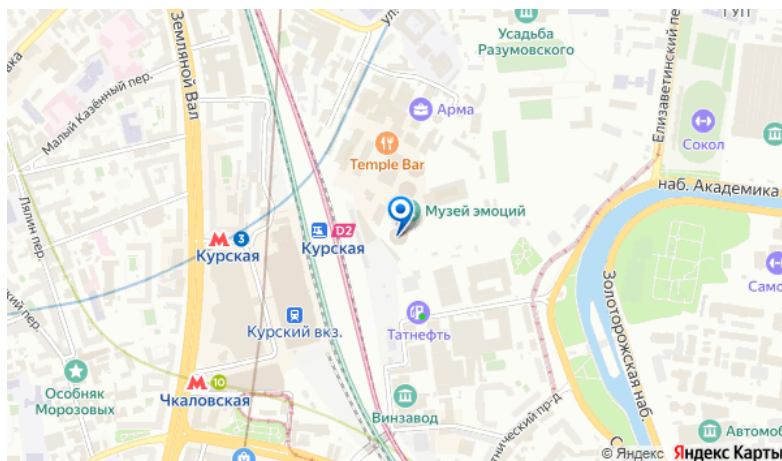 ГУП
Усадьба
Разумовского
ул.
Елизаветинский пер.
Земляной Вал
Малый Казённый пер.
Арма
Сокол
Temple Bar
наб. Академика
Музей эмоций
Лялин пер.
М 3
Курская
D2
Курская
Золоторожская наб.
Само
Курский вкз.
Татнефть
М 10
Чкаловская
Особняк
Морозовых
Винзавод
Автомоб
© Яндекс Яндекс Карты